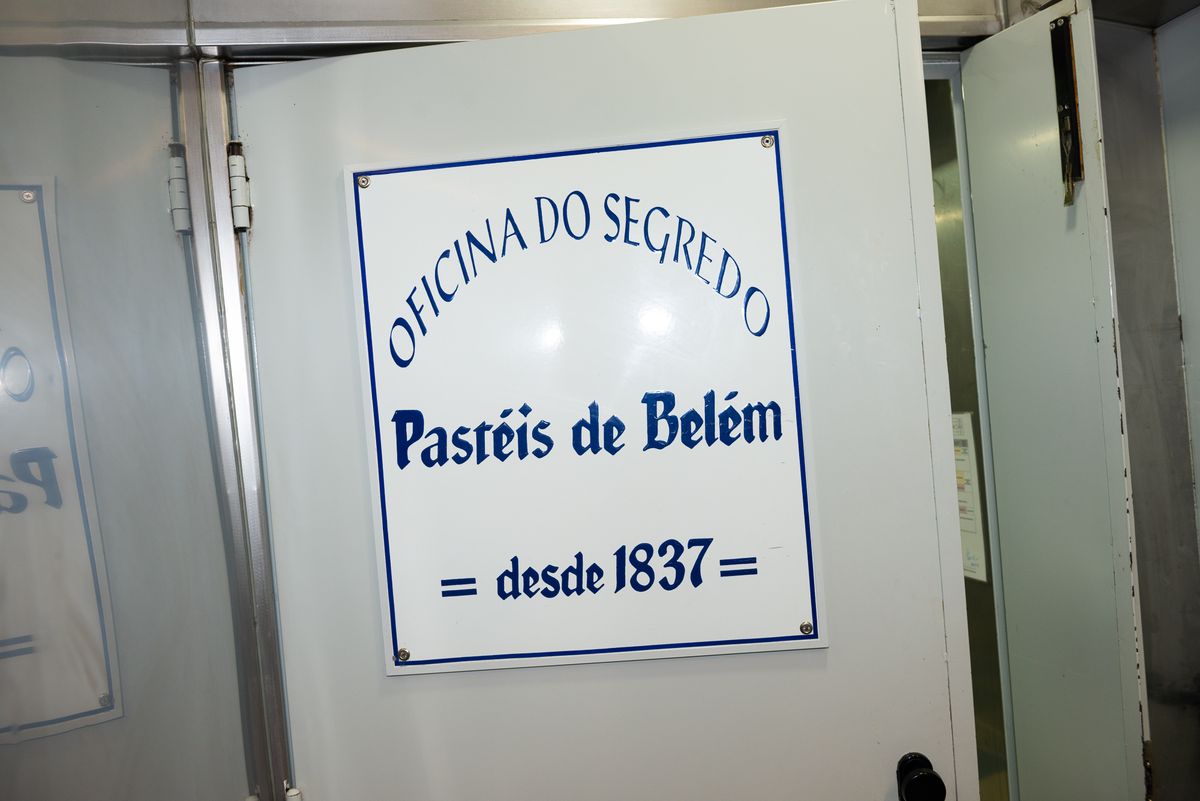 OFICINA DO SEGREDO
Pastéis de Belém
= desde 1837 =